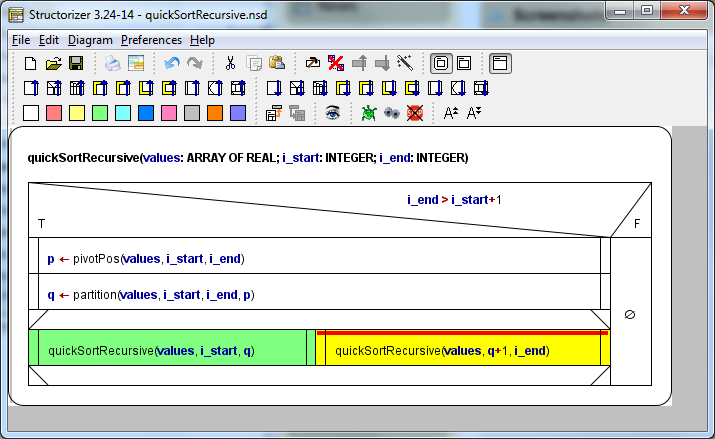 News
Screenshots
Structorizer 3.24-14 - quickSortRecursive.nsd
File Edit Diagram Preferences Help
quickSortRecursive(values: ARRAY OF REAL; i_start: INTEGER; i_end: INTEGER)
i_end > i_start+1
T F
p ← pivotPos(values, i_start, i_end)
q ← partition(values, i_start, i_end, p)
∅
quickSortRecursive(values, i_start, q) quickSortRecursive(values, q+1, i_end)